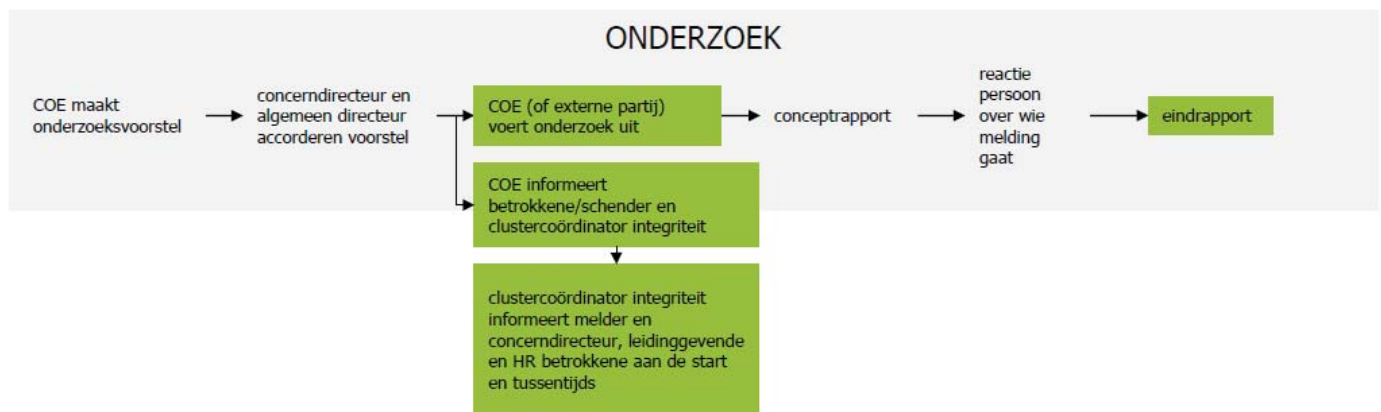 ONDERZOEK
COE maakt
onderzoeksvoorstel
concerndirecteur en
algemeen directeur
accorderen voorstel
COE (of externe partij)
voert onderzoek uit
conceptrapport
reactie
persoon
over wie
melding
gaat
eindrapport
COE informeert
betrokkene/schender en
clustercoördinator integriteit
clustercoördinator integriteit
informeert melder en
concerndirecteur, leidinggevende
en HR betrokkene aan de start
en tussentijds